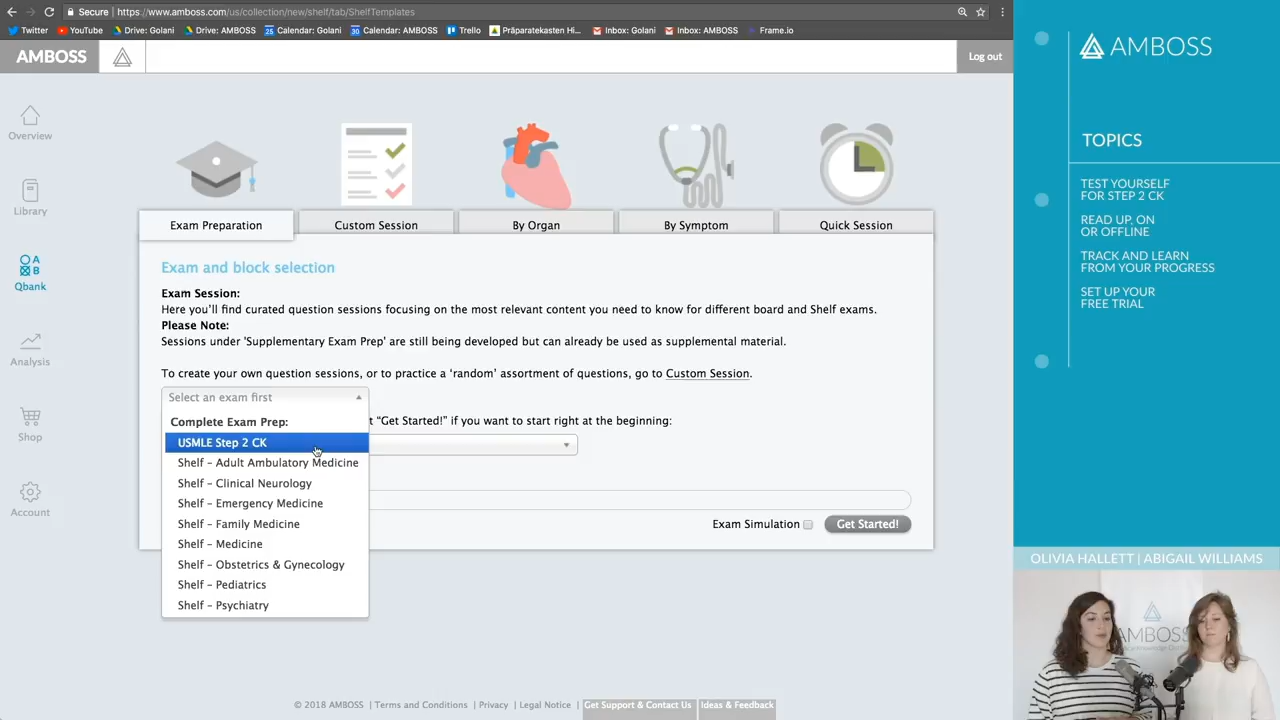 Secure | https://www.amboss.com/us/collection/new/shelf/tab/ShelfTemplates
Twitter YouTube Drive: Golani Drive: AMBOSS Calendar: Golani Calendar: AMBOSS Trello Präparatekasten Hi... Inbox: Golani Inbox: AMBOSS Frame.io
AMBOSS
Log out
Overview
Library
Qbank
Analysis
Shop
Account
Exam Preparation
Custom Session
By Organ
By Symptom
Quick Session
Exam and block selection
Exam Session:
Here you'll find curated question sessions focusing on the most relevant content you need to know for different board and Shelf exams.
Please Note:
Sessions under 'Supplementary Exam Prep' are still being developed but can already be used as supplemental material.
To create your own question sessions, or to practice a 'random' assortment of questions, go to Custom Session.
Select an exam first
t "Get Started!" if you want to start right at the beginning:
Complete Exam Prep:
USMLE Step 2 CK
Shelf – Adult Ambulatory Medicine
Shelf – Clinical Neurology
Shelf – Emergency Medicine
Shelf – Family Medicine
Shelf – Medicine
Shelf – Obstetrics & Gynecology
Shelf – Pediatrics
Shelf – Psychiatry
Exam Simulation
Get Started!
© 2018 AMBOSS | Terms and Conditions | Privacy | Legal Notice | Get Support & Contact Us | Ideas & Feedback
AMBOSS
TOPICS
TEST YOURSELF
FOR STEP 2 CK
READ UP, ON
OR OFFLINE
TRACK AND LEARN
FROM YOUR PROGRESS
SET UP YOUR
FREE TRIAL
OLIVIA HALLETT | ABIGAIL WILLIAMS